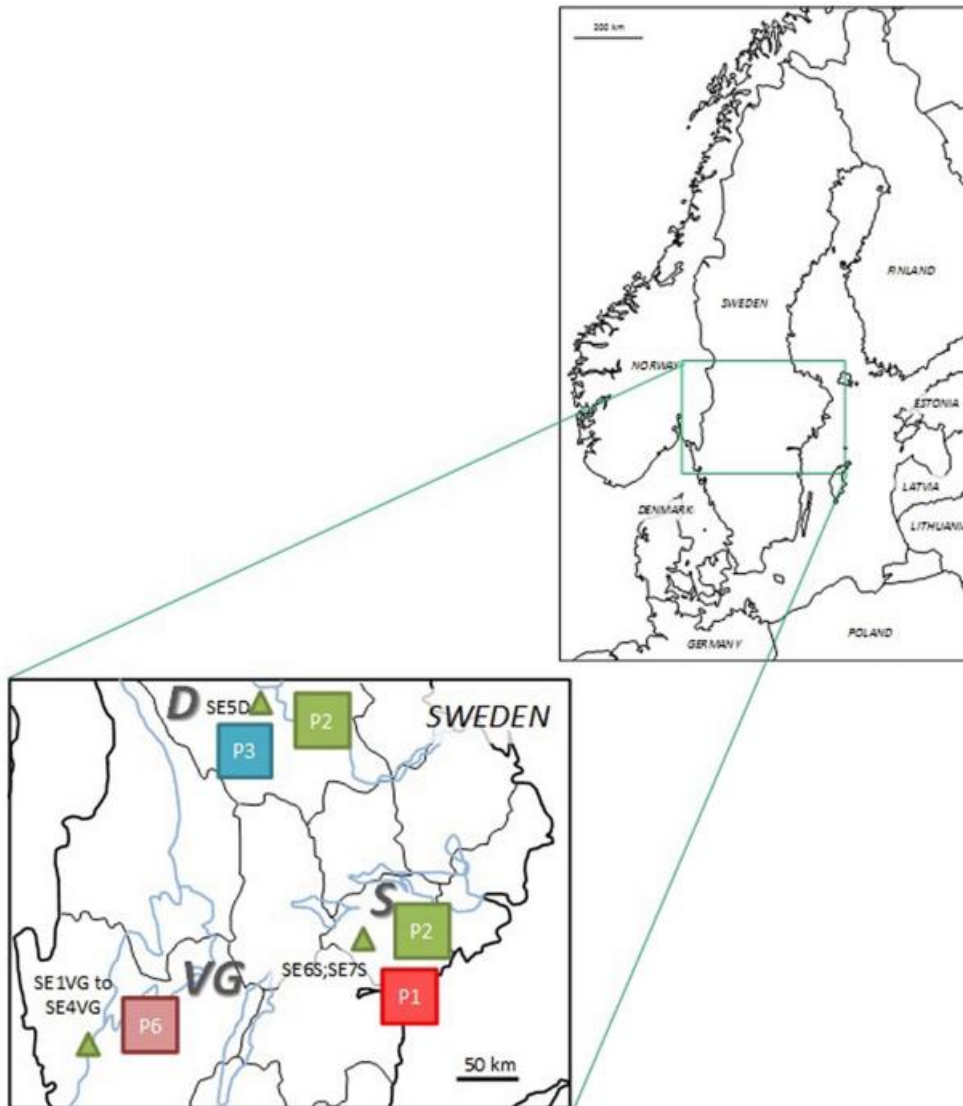 200 km
FINLAND
SWEDEN
NORWAY
ESTONIA
LATVIA
DENMARK
LITHUANIA
POLAND
GERMANY
D
SE5D
P2
SWEDEN
P3
S
P2
SE6S;SE7S
VG
SE1VG to
SE4VG
P1
P6
50 km